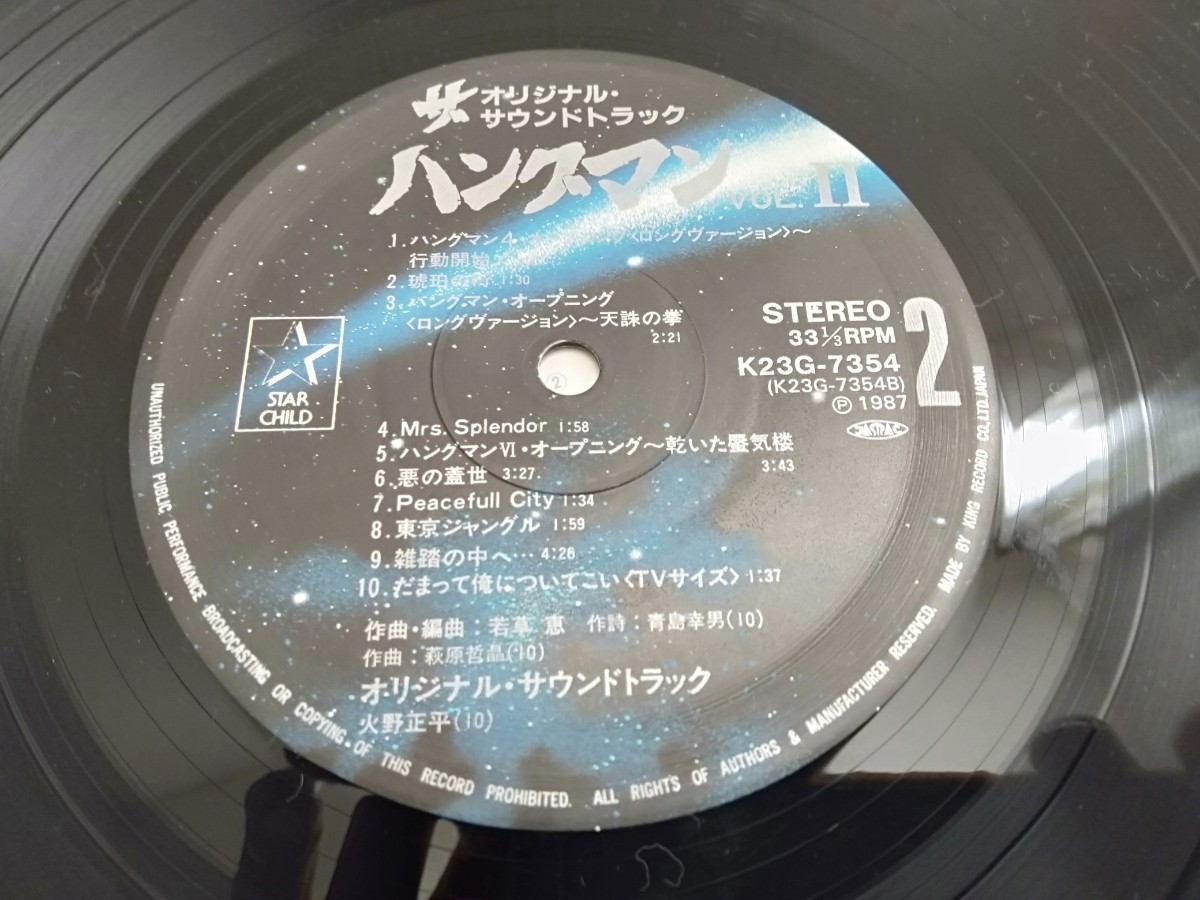 ザ オリジナル・
サウンドトラック
ハングマン VOL. II
1. ハングマン4 〈ロングヴァージョン〉〜
行動開始
2. 琥珀 1:30
3. ハングマン・オープニング
〈ロングヴァージョン〉〜天誅の拳
2:21
STEREO
33⅓RPM
K23G-7354
(K23G-7354B)
Ⓟ 1987
JASRAC
2
STAR
CHILD
②
4. Mrs. Splendor 1:58
5. ハングマンⅥ・オープニング〜乾いた蜃気楼
3:43
6. 悪の蓋世 3:27
7. Peacefull City 1:34
8. 東京ジャングル 1:59
9. 雑踏の中へ… 4:26
10. だまって俺についてこい〈TVサイズ〉 1:37
作曲・編曲：若草 恵 作詩：青島幸男(10)
作曲：萩原哲晶(10)
オリジナル・サウンドトラック
火野正平(10)
UNAUTHORIZED PUBLIC PERFORMANCE BROADCASTING OR COPYING OF THIS RECORD PROHIBITED. ALL RIGHTS OF AUTHORS & MANUFACTURER RESERVED. MADE BY KING RECORD CO., LTD. JAPAN